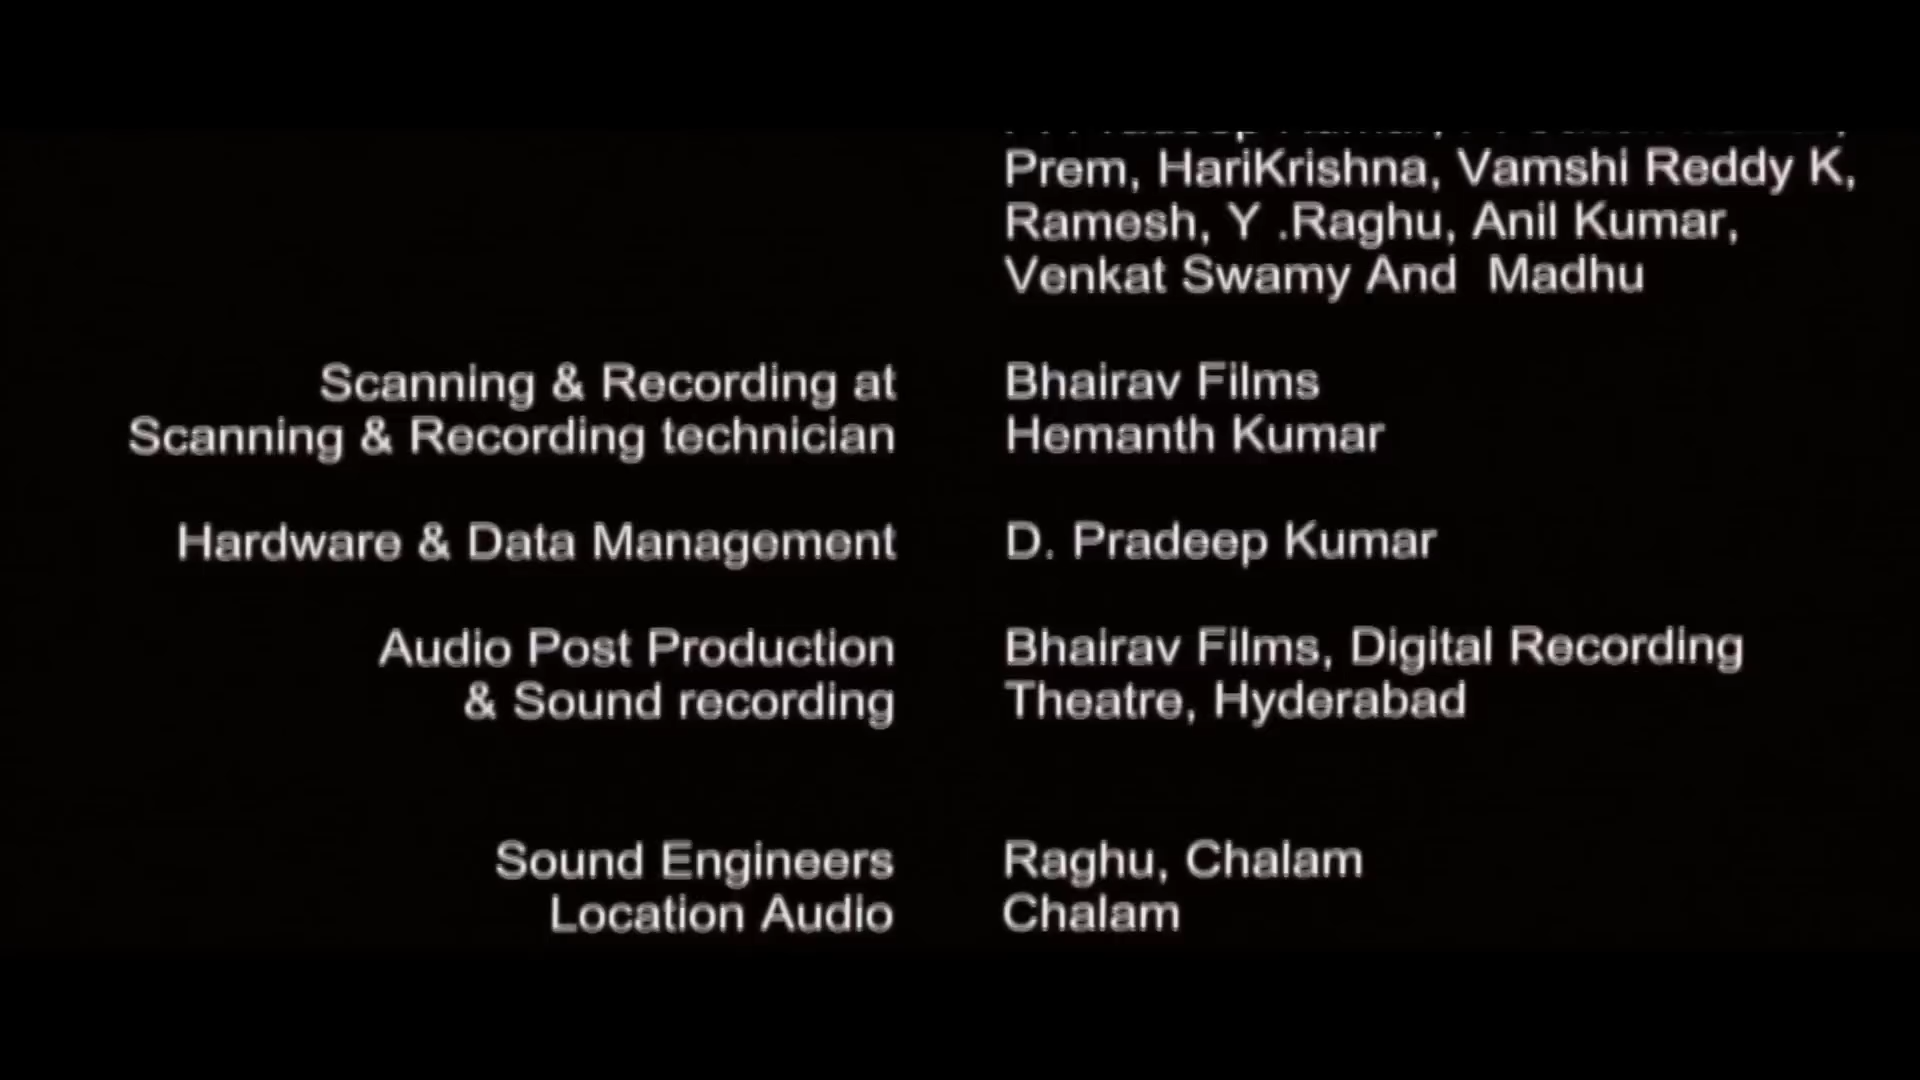 Prem, HariKrishna, Vamshi Reddy K,
Ramesh, Y .Raghu, Anil Kumar,
Venkat Swamy And  Madhu
Scanning & Recording at Bhairav Films
Scanning & Recording technician Hemanth Kumar
Hardware & Data Management D. Pradeep Kumar
Audio Post Production Bhairav Films, Digital Recording
& Sound recording Theatre, Hyderabad
Sound Engineers Raghu, Chalam
Location Audio Chalam